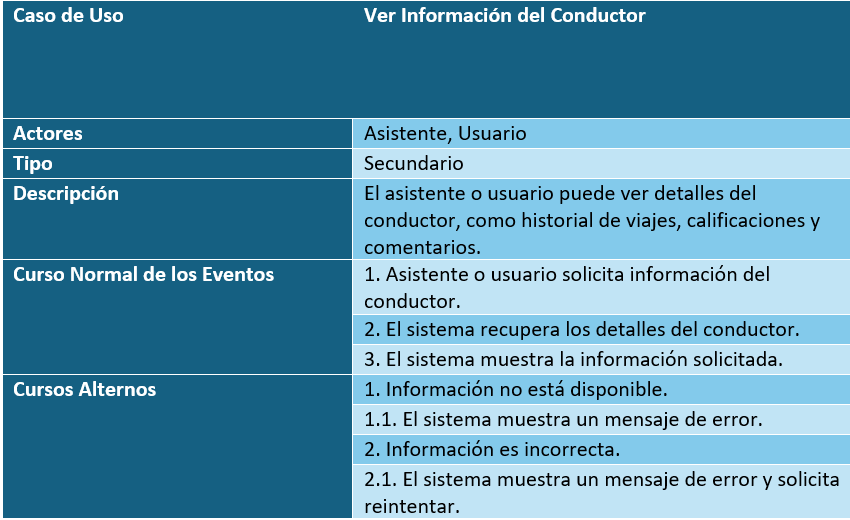 Caso de Uso
Ver Información del Conductor
Actores
Asistente, Usuario
Tipo
Secundario
Descripción
El asistente o usuario puede ver detalles del
conductor, como historial de viajes, calificaciones y
comentarios.
Curso Normal de los Eventos
1. Asistente o usuario solicita información del
conductor.
2. El sistema recupera los detalles del conductor.
3. El sistema muestra la información solicitada.
Cursos Alternos
1. Información no está disponible.
1.1. El sistema muestra un mensaje de error.
2. Información es incorrecta.
2.1. El sistema muestra un mensaje de error y solicita
reintentar.